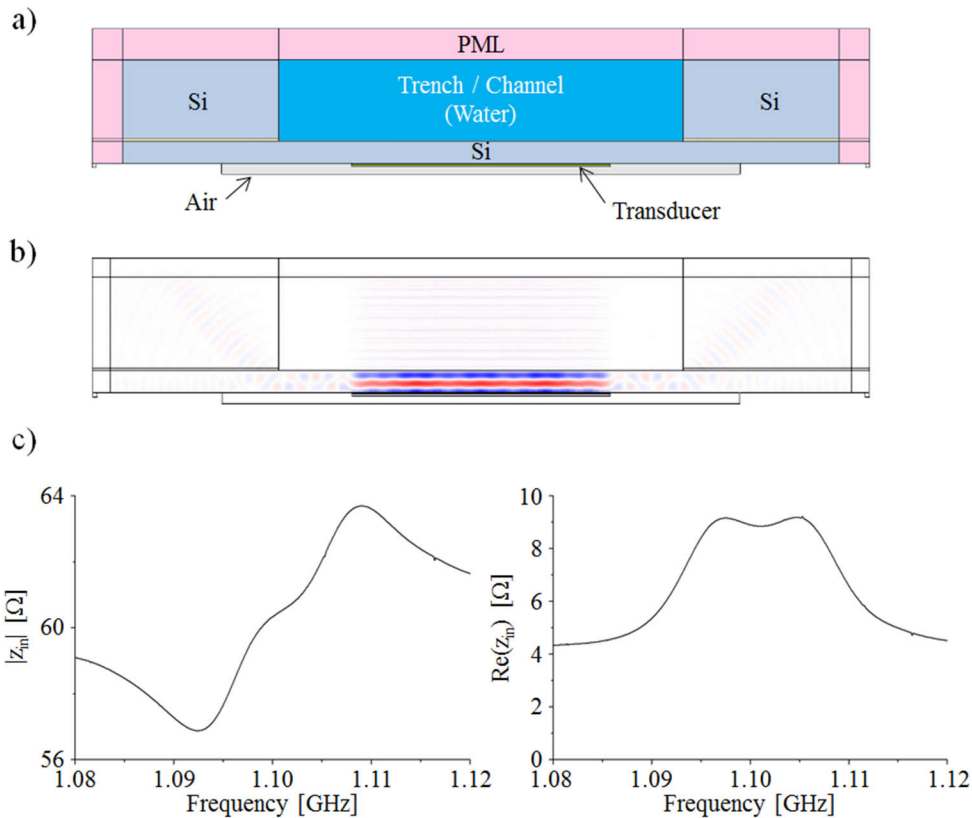 a)
PML
Si
Trench / Channel
(Water)
Si
Si
Air
Transducer
b)
c)
64
60
56
|z_in| [Ω]
1.08 1.09 1.10 1.11 1.12
Frequency [GHz]
10
8
6
4
2
0
Re(z_in) [Ω]
1.08 1.09 1.10 1.11 1.12
Frequency [GHz]